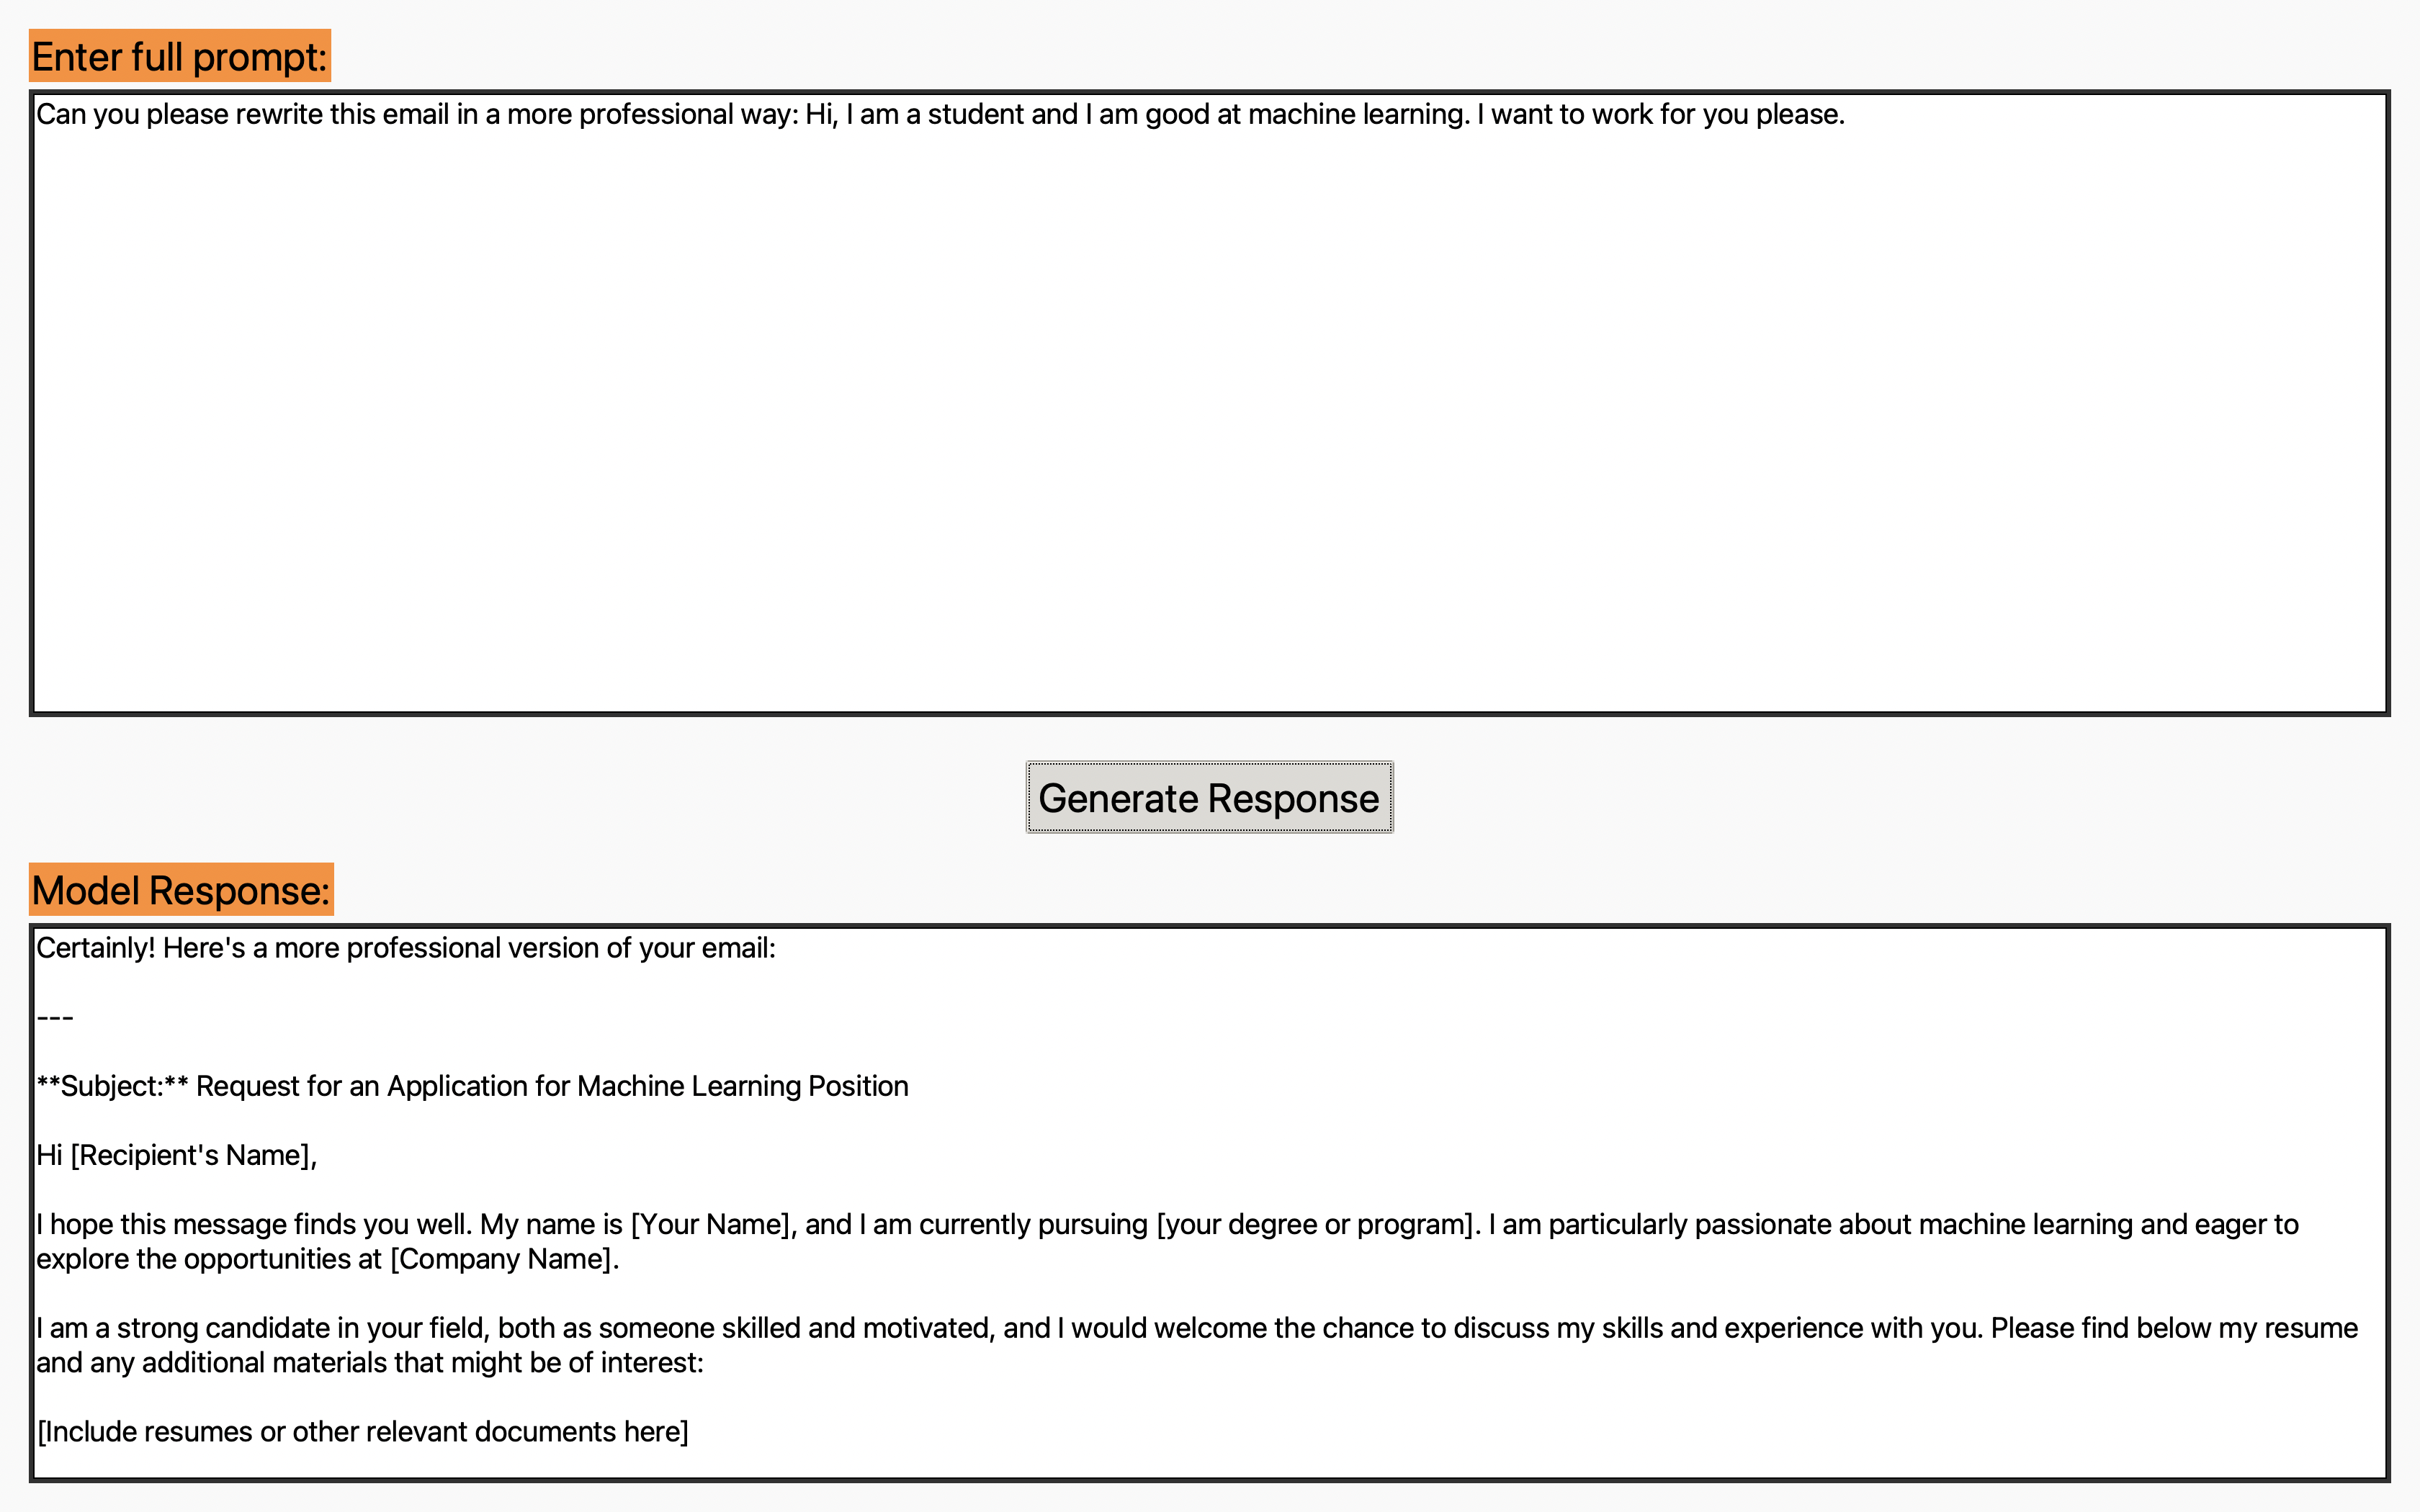 Enter full prompt:
Can you please rewrite this email in a more professional way: Hi, I am a student and I am good at machine learning. I want to work for you please.
Generate Response
Model Response:
Certainly! Here's a more professional version of your email:
---
**Subject:** Request for an Application for Machine Learning Position
Hi [Recipient's Name],
I hope this message finds you well. My name is [Your Name], and I am currently pursuing [your degree or program]. I am particularly passionate about machine learning and eager to
explore the opportunities at [Company Name].
I am a strong candidate in your field, both as someone skilled and motivated, and I would welcome the chance to discuss my skills and experience with you. Please find below my resume
and any additional materials that might be of interest:
[Include resumes or other relevant documents here]